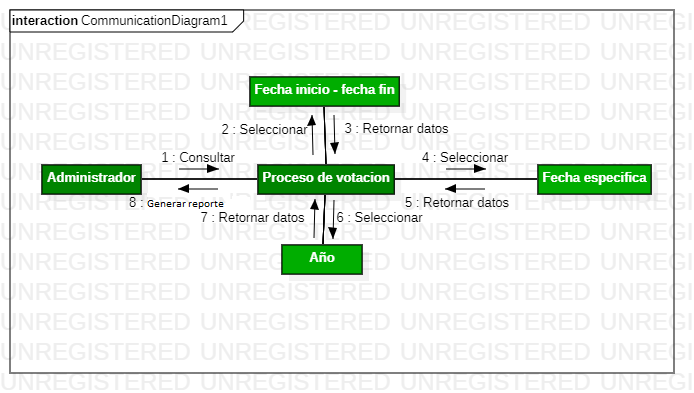 interaction CommunicationDiagram1
UNREGISTERED UNREGISTERED UNREGISTERED UNREGISTERED
Fecha inicio - fecha fin
2 : Seleccionar
3 : Retornar datos
1 : Consultar
4 : Seleccionar
Administrador
Proceso de votacion
Fecha especifica
8 : Generar reporte
5 : Retornar datos
7 : Retornar datos
6 : Seleccionar
Año